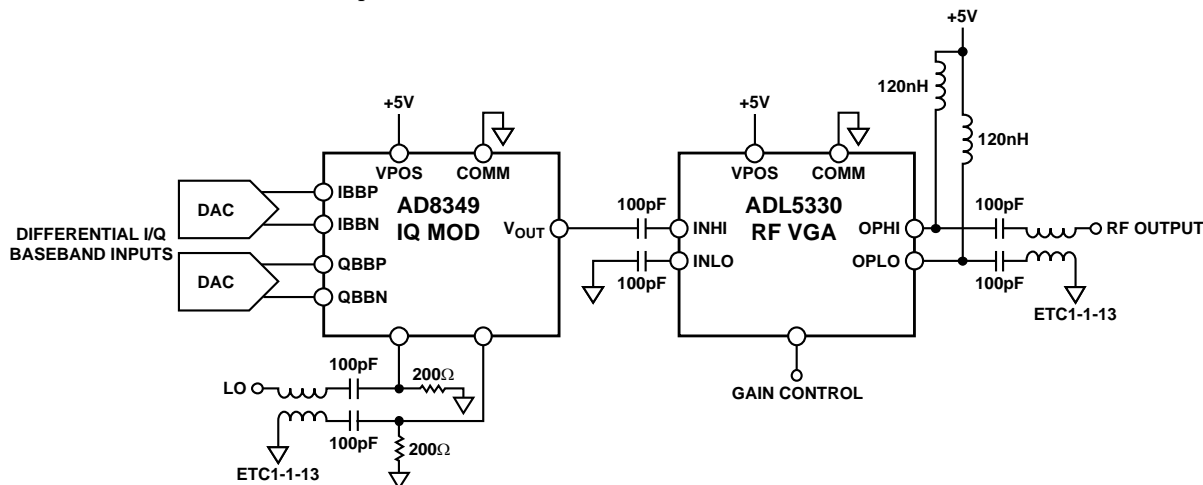 +5V
120nH
120nH
+5V
+5V
VPOS
COMM
VPOS
COMM
DIFFERENTIAL I/Q
BASEBAND INPUTS
DAC
DAC
IBBP
IBBN
QBBP
QBBN
AD8349
IQ MOD
VOUT
100pF
100pF
INHI
INLO
ADL5330
RF VGA
OPHI
OPLO
100pF
100pF
RF OUTPUT
ETC1-1-13
GAIN CONTROL
LO
100pF
200Ω
100pF
200Ω
ETC1-1-13